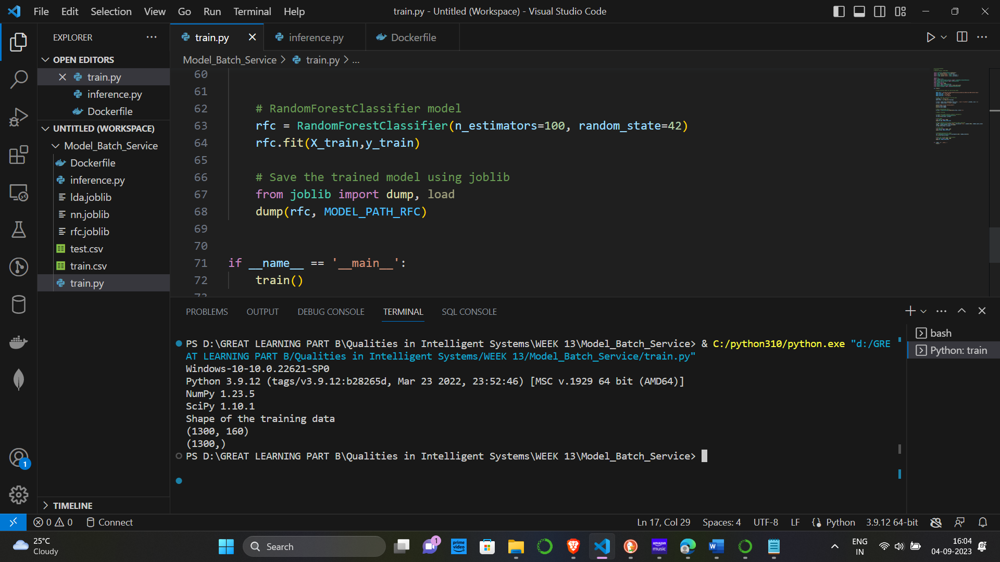 File Edit Selection View Go Run Terminal Help
train.py - Untitled (Workspace) - Visual Studio Code
EXPLORER
OPEN EDITORS
train.py
inference.py
Dockerfile
UNTITLED (WORKSPACE)
Model_Batch_Service
Dockerfile
inference.py
lda.joblib
nn.joblib
rfc.joblib
test.csv
train.csv
train.py
TIMELINE
train.py inference.py Dockerfile
Model_Batch_Service > train.py > ...
60
61
62 # RandomForestClassifier model
63 rfc = RandomForestClassifier(n_estimators=100, random_state=42)
64 rfc.fit(X_train,y_train)
65
66 # Save the trained model using joblib
67 from joblib import dump, load
68 dump(rfc, MODEL_PATH_RFC)
69
70
71 if __name__ == '__main__':
72 train()
73
PROBLEMS OUTPUT DEBUG CONSOLE TERMINAL SQL CONSOLE
PS D:\GREAT LEARNING PART B\Qualities in Intelligent Systems\WEEK 13\Model_Batch_Service> & C:/python310/python.exe "d:/GRE
AT LEARNING PART B/Qualities in Intelligent Systems/WEEK 13/Model_Batch_Service/train.py"
Windows-10-10.0.22621-SP0
Python 3.9.12 (tags/v3.9.12:b28265d, Mar 23 2022, 23:52:46) [MSC v.1929 64 bit (AMD64)]
NumPy 1.23.5
SciPy 1.10.1
Shape of the training data
(1300, 160)
(1300,)
PS D:\GREAT LEARNING PART B\Qualities in Intelligent Systems\WEEK 13\Model_Batch_Service>
bash
Python: train
1
0 0 Connect
Ln 17, Col 29 Spaces: 4 UTF-8 LF Python 3.9.12 64-bit
25°C
Cloudy
Search
1
prime video
amazon music
ENG
IN
16:04
04-09-2023